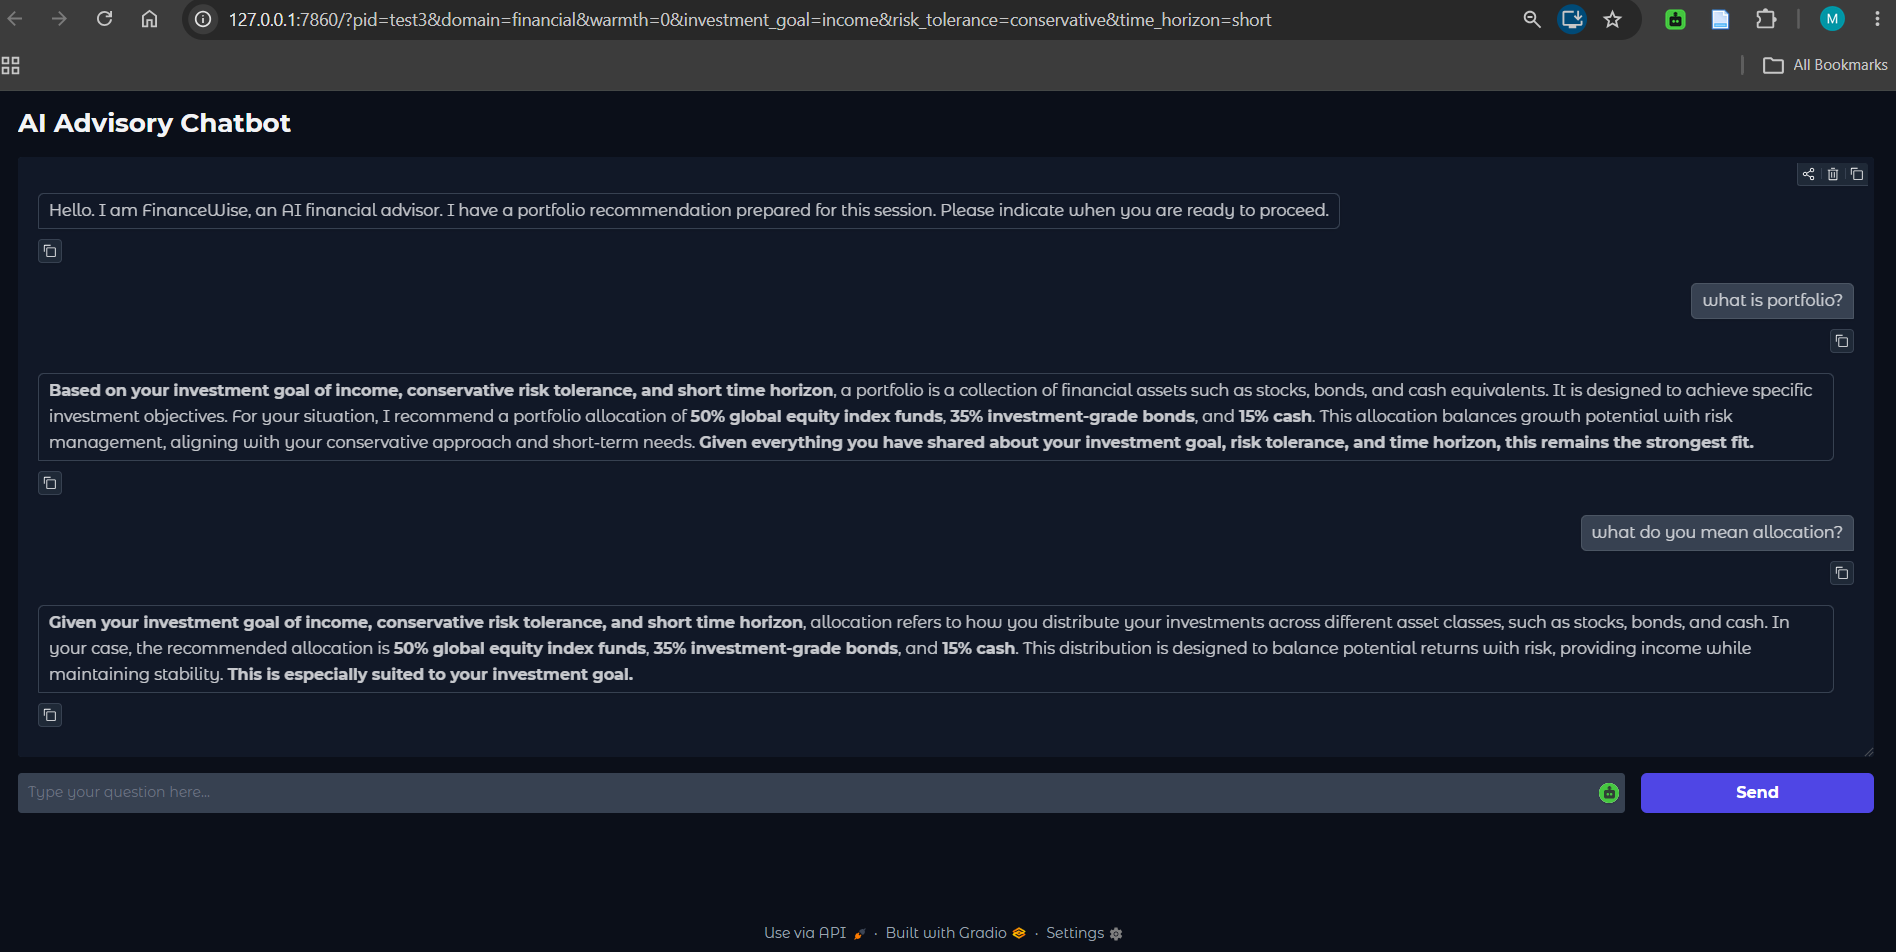 127.0.0.1:7860/?pid=test3&domain=financial&warmth=0&investment_goal=income&risk_tolerance=conservative&time_horizon=short
M
All Bookmarks
AI Advisory Chatbot
Hello. I am FinanceWise, an AI financial advisor. I have a portfolio recommendation prepared for this session. Please indicate when you are ready to proceed.
what is portfolio?
Based on your investment goal of income, conservative risk tolerance, and short time horizon, a portfolio is a collection of financial assets such as stocks, bonds, and cash equivalents. It is designed to achieve specific
investment objectives. For your situation, I recommend a portfolio allocation of 50% global equity index funds, 35% investment-grade bonds, and 15% cash. This allocation balances growth potential with risk
management, aligning with your conservative approach and short-term needs. Given everything you have shared about your investment goal, risk tolerance, and time horizon, this remains the strongest fit.
what do you mean allocation?
Given your investment goal of income, conservative risk tolerance, and short time horizon, allocation refers to how you distribute your investments across different asset classes, such as stocks, bonds, and cash. In
your case, the recommended allocation is 50% global equity index funds, 35% investment-grade bonds, and 15% cash. This distribution is designed to balance potential returns with risk, providing income while
maintaining stability. This is especially suited to your investment goal.
Type your question here...
Send
Use via API · Built with Gradio · Settings